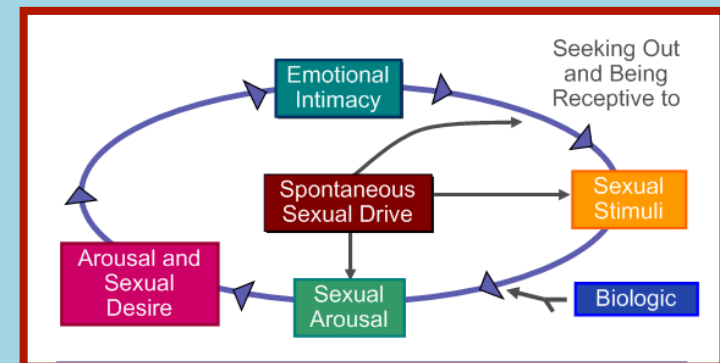 Seeking Out
and Being
Receptive to
Emotional
Intimacy
Spontaneous
Sexual Drive
Sexual
Stimuli
Arousal and
Sexual
Desire
Sexual
Arousal
Biologic